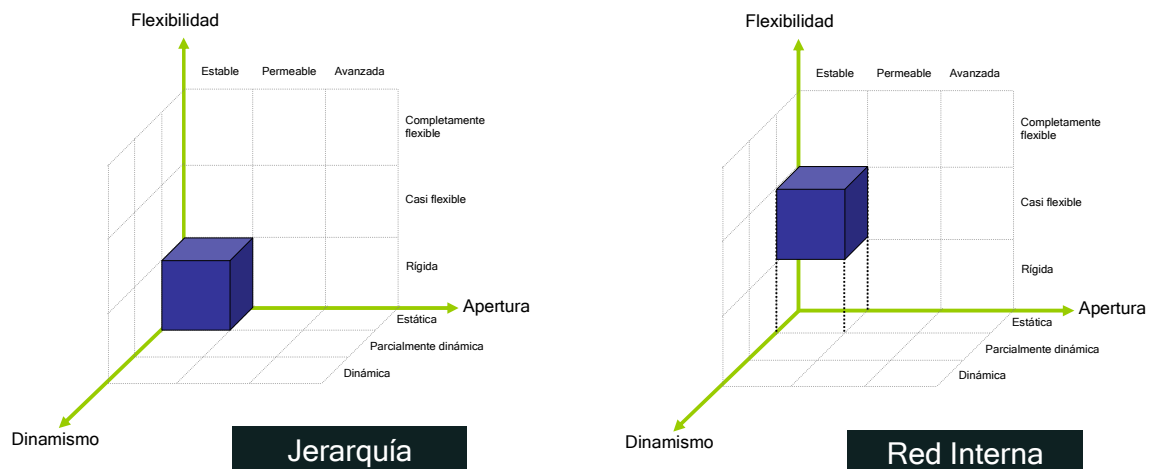 Flexibilidad
Estable Permeable Avanzada
Completamente
flexible
Casi flexible
Rígida
Apertura
Estática
Parcialmente dinámica
Dinámica
Dinamismo
Jerarquía
Flexibilidad
Estable Permeable Avanzada
Completamente
flexible
Casi flexible
Rígida
Apertura
Estática
Parcialmente dinámica
Dinámica
Dinamismo
Red Interna